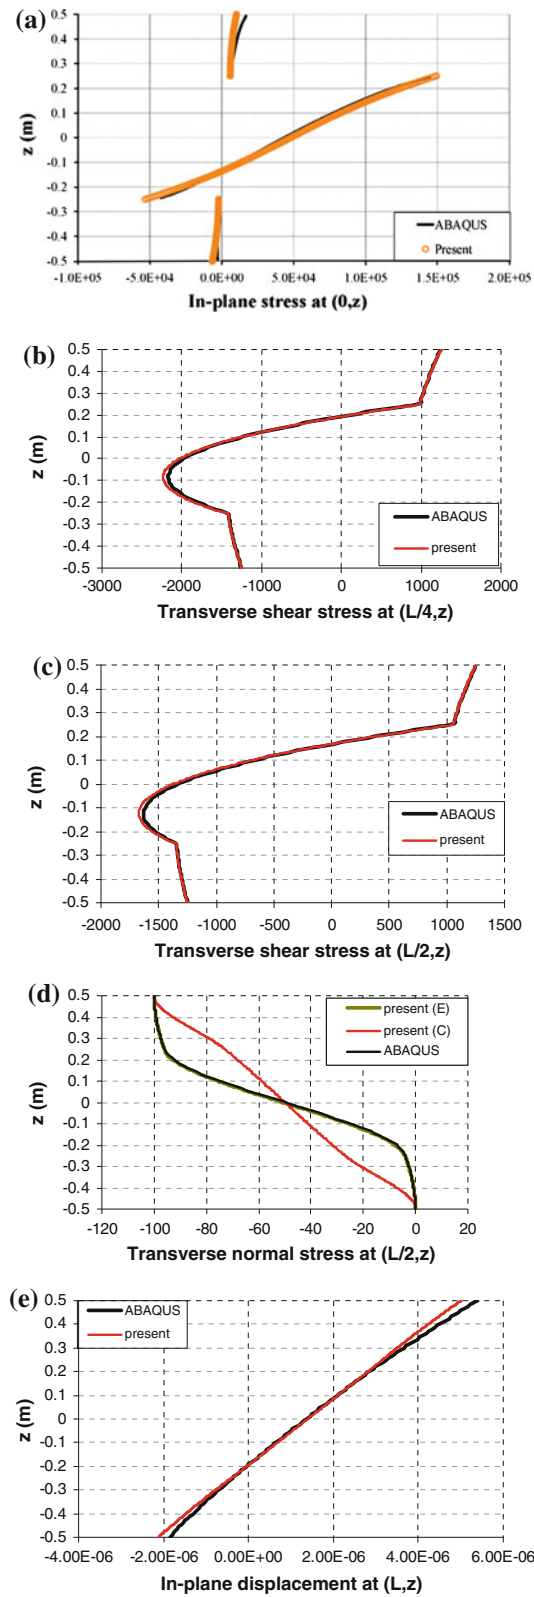 (a)
0.5
0.4
0.3
0.2
0.1
0
-0.1
-0.2
-0.3
-0.4
-0.5
z (m)
ABAQUS
Present
-1.0E+05 -5.0E+04 0.0E+00 5.0E+04 1.0E+05 1.5E+05 2.0E+05
In-plane stress at (0,z)
(b)
0.5
0.4
0.3
0.2
0.1
0
-0.1
-0.2
-0.3
-0.4
-0.5
z (m)
ABAQUS
present
-3000 -2000 -1000 0 1000 2000
Transverse shear stress at (L/4,z)
(c)
0.5
0.4
0.3
0.2
0.1
0
-0.1
-0.2
-0.3
-0.4
-0.5
z (m)
ABAQUS
present
-2000 -1500 -1000 -500 0 500 1000 1500
Transverse shear stress at (L/2,z)
(d)
0.5
0.4
0.3
0.2
0.1
0
-0.1
-0.2
-0.3
-0.4
-0.5
z (m)
present (E)
present (C)
ABAQUS
-120 -100 -80 -60 -40 -20 0 20
Transverse normal stress at (L/2,z)
(e)
0.5
0.4
0.3
0.2
0.1
0
-0.1
-0.2
-0.3
-0.4
-0.5
z (m)
ABAQUS
present
-4.00E-06 -2.00E-06 0.00E+00 2.00E-06 4.00E-06 6.00E-06
In-plane displacement at (L,z)